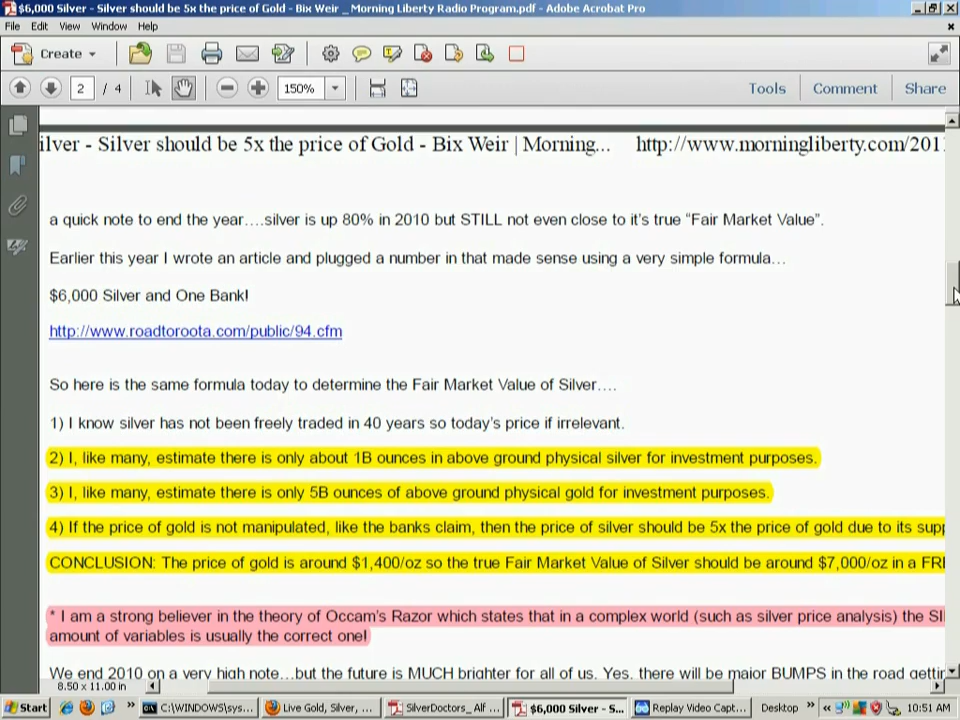 $6,000 Silver - Silver should be 5x the price of Gold - Bix Weir _ Morning Liberty Radio Program.pdf - Adobe Acrobat Pro
File Edit View Window Help
Create
2 / 4 150% Tools Comment Share
ilver - Silver should be 5x the price of Gold - Bix Weir | Morning... http://www.morningliberty.com/201
a quick note to end the year….silver is up 80% in 2010 but STILL not even close to it's true "Fair Market Value".
Earlier this year I wrote an article and plugged a number in that made sense using a very simple formula…
$6,000 Silver and One Bank!
http://www.roadtoroota.com/public/94.cfm
So here is the same formula today to determine the Fair Market Value of Silver….
1) I know silver has not been freely traded in 40 years so today's price if irrelevant.
2) I, like many, estimate there is only about 1B ounces in above ground physical silver for investment purposes.
3) I, like many, estimate there is only 5B ounces of above ground physical gold for investment purposes.
4) If the price of gold is not manipulated, like the banks claim, then the price of silver should be 5x the price of gold due to its supp
CONCLUSION: The price of gold is around $1,400/oz so the true Fair Market Value of Silver should be around $7,000/oz in a FRE
* I am a strong believer in the theory of Occam's Razor which states that in a complex world (such as silver price analysis) the SI
amount of variables is usually the correct one!
We end 2010 on a very high note…but the future is MUCH brighter for all of us. Yes, there will be major BUMPS in the road gettin
8.50 x 11.00 in
Start » C:\WINDOWS\sys... Live Gold, Silver, ... SilverDoctors_ Alf ... $6,000 Silver - S... Replay Video Capt... Desktop » « 10:51 AM